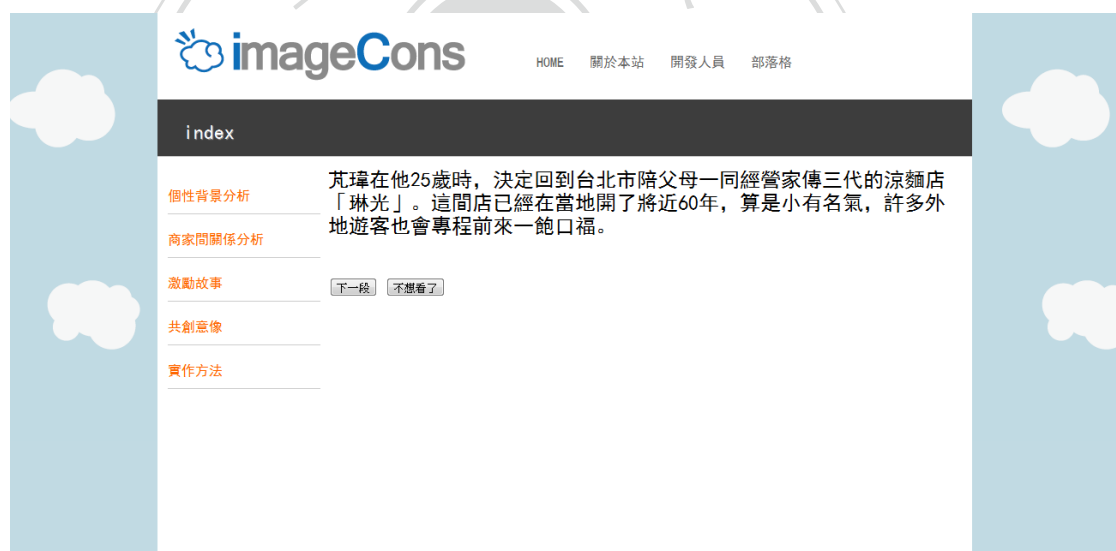 imageCons
HOME 關於本站 開發人員 部落格
index
個性背景分析
商家間關係分析
激勵故事
共創意像
實作方法
芃瑋在他25歲時，決定回到台北市陪父母一同經營家傳三代的涼麵店
「琳光」。這間店已經在當地開了將近60年，算是小有名氣，許多外
地遊客也會專程前來一飽口福。
下一段 不想看了